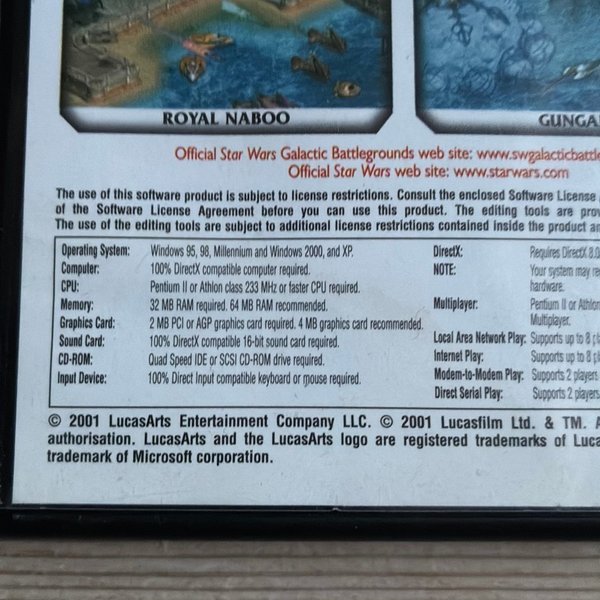 ROYAL NABOO
GUNGA
Official Star Wars Galactic Battlegrounds web site: www.swgalacticbattle
Official Star Wars web site: www.starwars.com
The use of this software product is subject to license restrictions. Consult the enclosed Software License
of the Software License Agreement before you can use this product. The editing tools are prov
The use of the editing tools are subject to additional license restrictions contained inside the product an
Operating System: Windows 95, 98, Millennium and Windows 2000, and XP.
Computer: 100% DirectX compatible computer required.
CPU: Pentium II or Athlon class 233 MHz or faster CPU required.
Memory: 32 MB RAM required. 64 MB RAM recommended.
Graphics Card: 2 MB PCI or AGP graphics card required. 4 MB graphics card recommended.
Sound Card: 100% DirectX compatible 16-bit sound card required.
CD-ROM: Quad Speed IDE or SCSI CD-ROM drive required.
Input Device: 100% Direct Input compatible keyboard or mouse required.
DirectX: Requires DirectX 8.0
NOTE: Your system may re
hardware.
Multiplayer: Pentium II or Athlon
Multiplayer.
Local Area Network Play: Supports up to 8 pl
Internet Play: Supports up to 8 pl
Modem-to-Modem Play: Supports 2 players
Direct Serial Play: Supports 2 players
© 2001 LucasArts Entertainment Company LLC. © 2001 Lucasfilm Ltd. & TM. A
authorisation. LucasArts and the LucasArts logo are registered trademarks of Luca
trademark of Microsoft corporation.